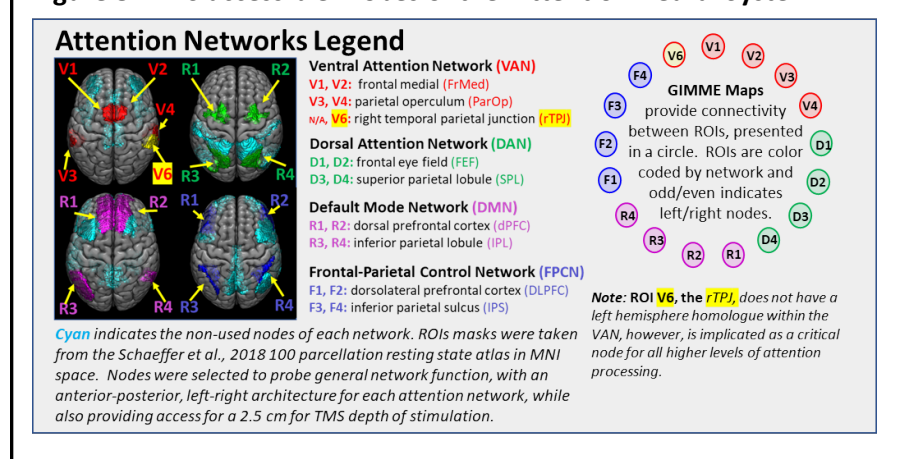 Attention Networks Legend
V1
V2
V4
V3
V6
R1
R2
R3
R4
R1
R2
R3
R4
R1
R2
R3
R4
Ventral Attention Network (VAN)
V1, V2: frontal medial (FrMed)
V3, V4: parietal operculum (ParOp)
N/A, V6: right temporal parietal junction (rTPJ)
Dorsal Attention Network (DAN)
D1, D2: frontal eye field (FEF)
D3, D4: superior parietal lobule (SPL)
Default Mode Network (DMN)
R1, R2: dorsal prefrontal cortex (dPFC)
R3, R4: inferior parietal lobule (IPL)
Frontal-Parietal Control Network (FPCN)
F1, F2: dorsolateral prefrontal cortex (DLPFC)
F3, F4: inferior parietal sulcus (IPS)
Cyan indicates the non-used nodes of each network. ROIs masks were taken
from the Schaeffer et al., 2018 100 parcellation resting state atlas in MNI
space. Nodes were selected to probe general network function, with an
anterior-posterior, left-right architecture for each attention network, while
also providing access for a 2.5 cm for TMS depth of stimulation.
V6
V1
V2
V3
V4
D1
D2
D3
D4
R1
R2
R3
R4
F1
F2
F3
F4
GIMME Maps
provide connectivity
between ROIs, presented
in a circle. ROIs are color
coded by network and
odd/even indicates
left/right nodes.
Note: ROI V6, the rTPJ, does not have a
left hemisphere homologue within the
VAN, however, is implicated as a critical
node for all higher levels of attention
processing.